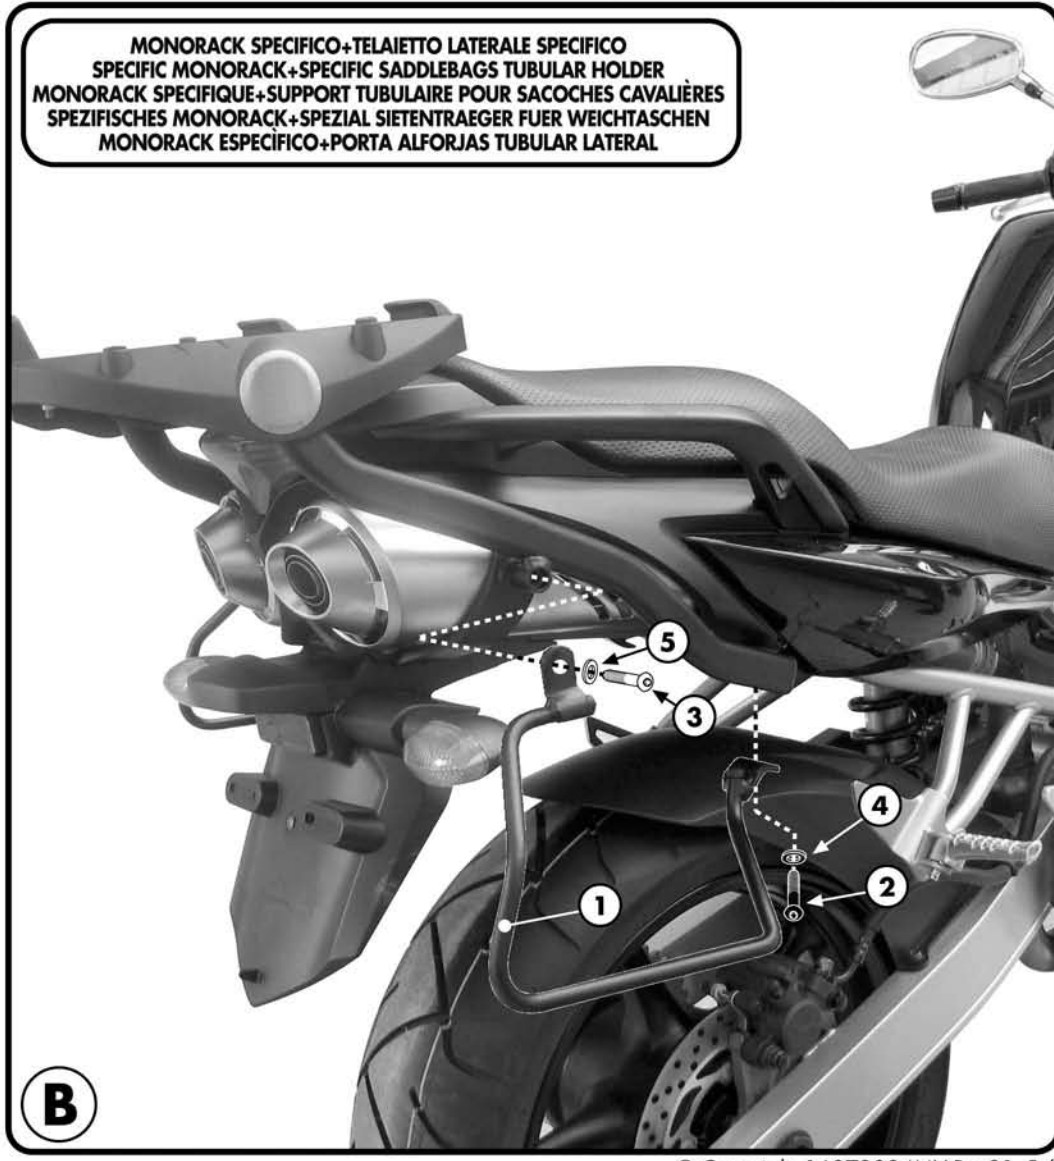 MONORACK SPECIFICO+TELAIETTO LATERALE SPECIFICO
SPECIFIC MONORACK+SPECIFIC SADDLEBAGS TUBULAR HOLDER
MONORACK SPECIFIQUE+SUPPORT TUBULAIRE POUR SACOCHES CAVALIÈRES
SPEZIFISCHES MONORACK+SPEZIAL SIETENTRAEGER FUER WEICHTASCHEN
MONORACK ESPECÌFICO+PORTA ALFORJAS TUBULAR LATERAL
5
3
4
2
1
B